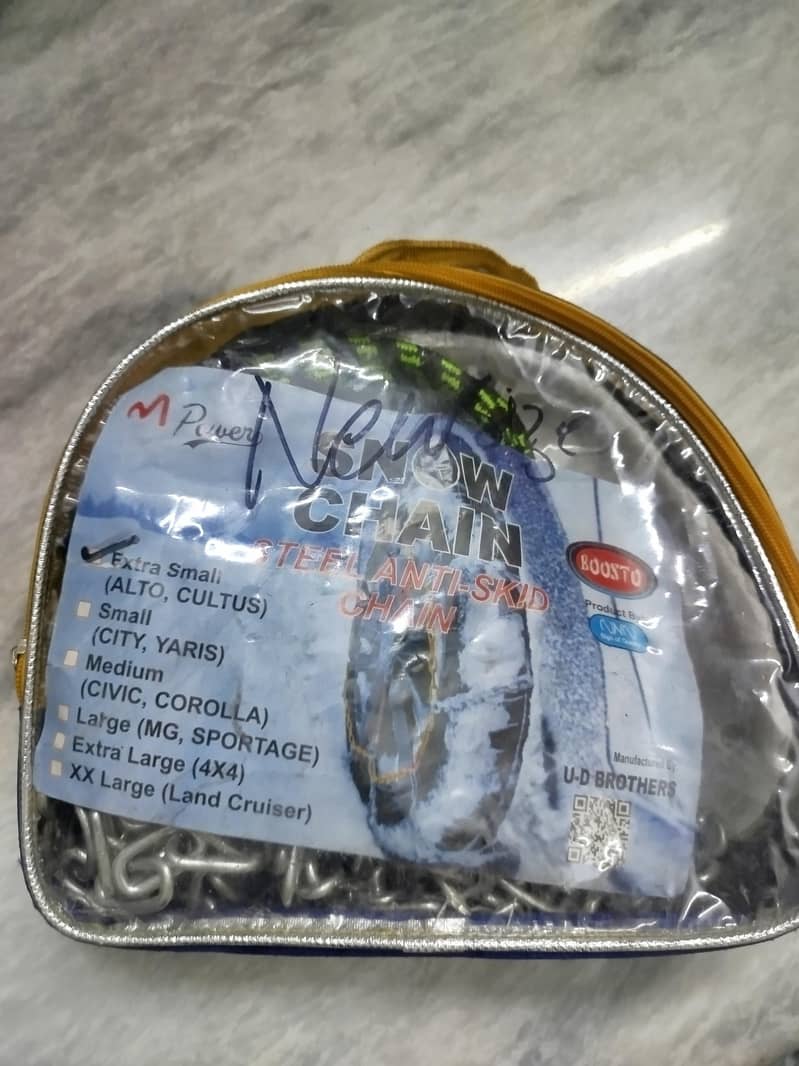 M Power
New Size
SNOW
CHAIN
STEEL ANTI-SKID
CHAIN
Extra Small
(ALTO, CULTUS)
Small
(CITY, YARIS)
Medium
(CIVIC, COROLLA)
Large (MG, SPORTAGE)
Extra Large (4X4)
XX Large (Land Cruiser)
BOOSTO
Product By
Manufactured By
U-D BROTHERS